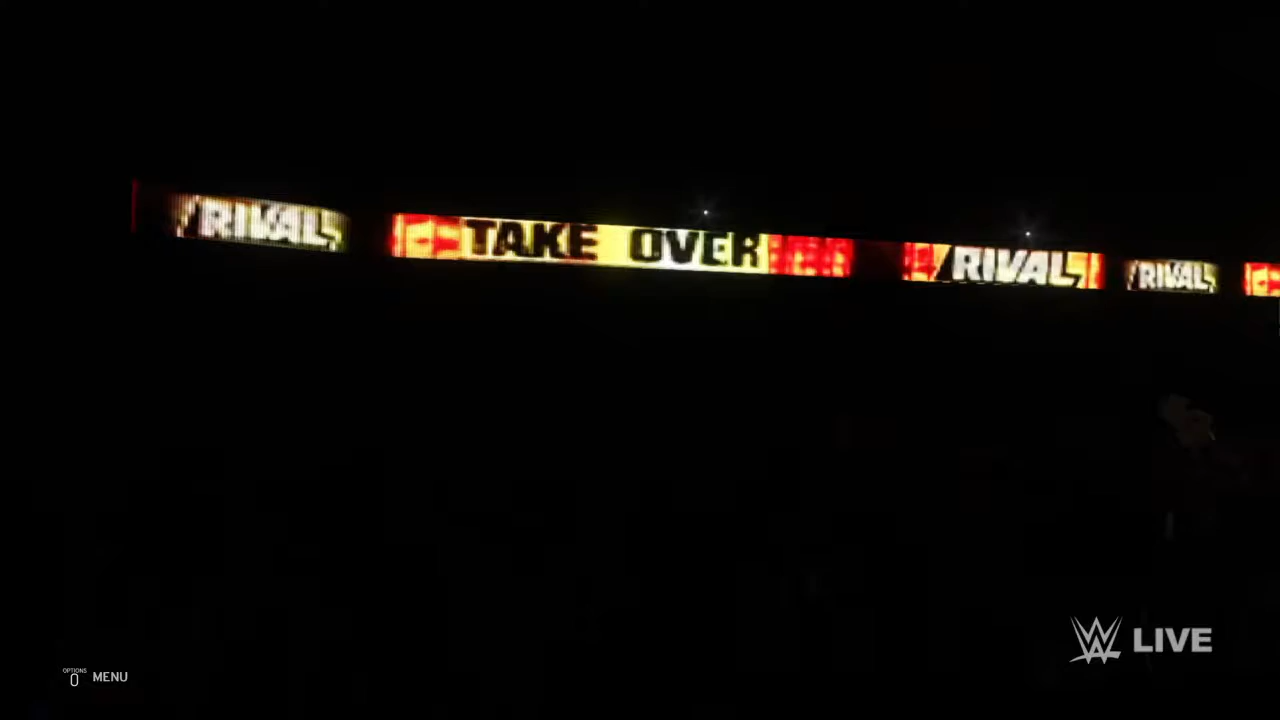 RIVAL
TAKE OVER
RIVAL
RIVAL
W LIVE
OPTIONS
MENU